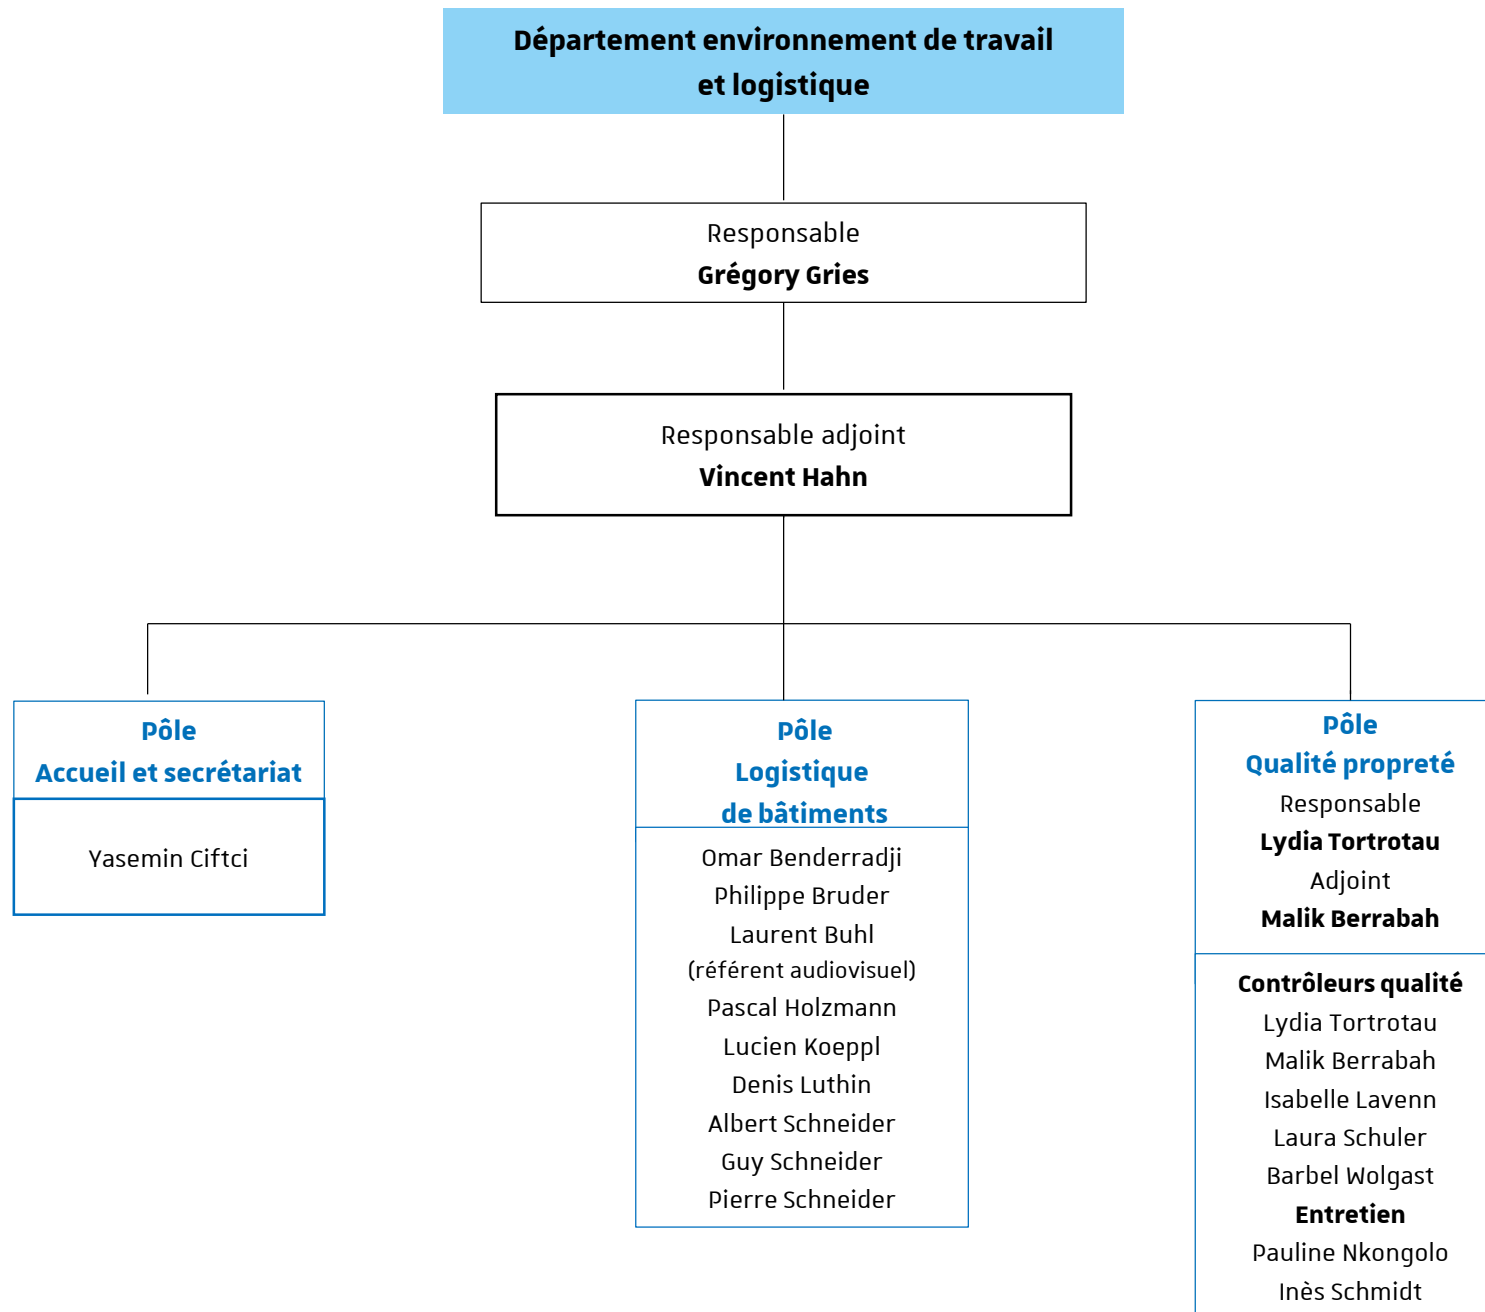 Département environnement de travail
et logistique
Responsable
Grégory Gries
Responsable adjoint
Vincent Hahn
Pôle
Accueil et secrétariat
Yasemin Ciftci
Pôle
Logistique
de bâtiments
Omar Benderradji
Philippe Bruder
Laurent Buhl
(référent audiovisuel)
Pascal Holzmann
Lucien Koeppl
Denis Luthin
Albert Schneider
Guy Schneider
Pierre Schneider
Pôle
Qualité propreté
Responsable
Lydia Tortrotau
Adjoint
Malik Berrabah
Contrôleurs qualité
Lydia Tortrotau
Malik Berrabah
Isabelle Lavenn
Laura Schuler
Barbel Wolgast
Entretien
Pauline Nkongolo
Inès Schmidt